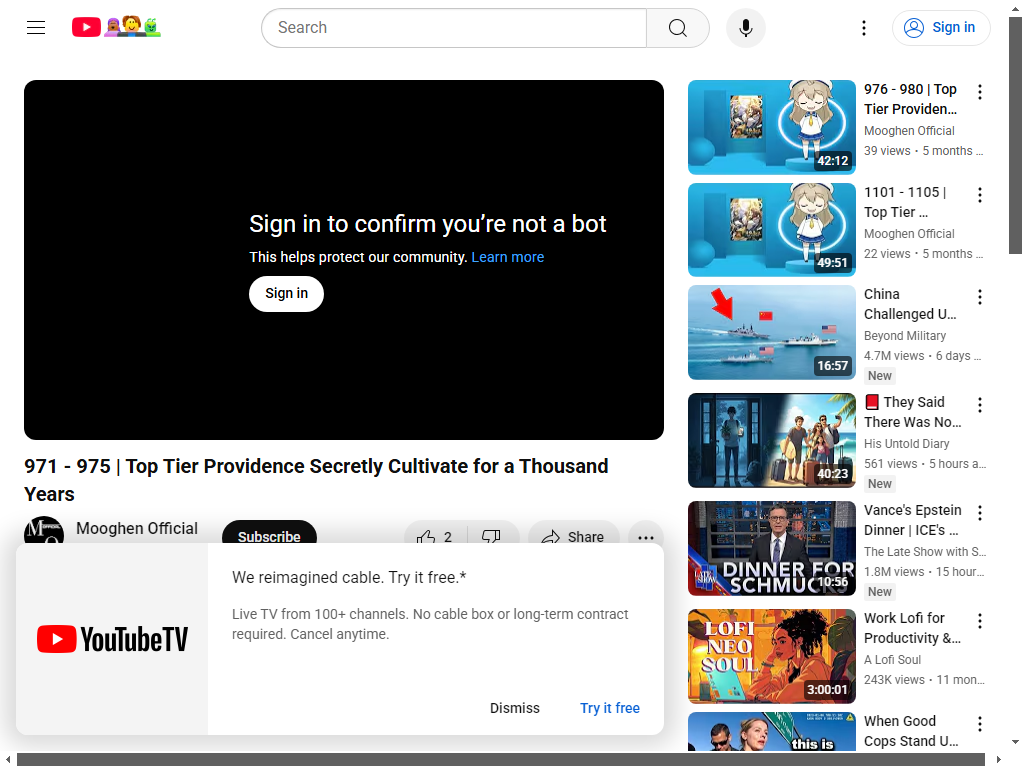 Search
Sign in
Sign in to confirm you’re not a bot
This helps protect our community. Learn more
Sign in
971 - 975 | Top Tier Providence Secretly Cultivate for a Thousand
Years
Mooghen Official
Subscribe
2
Share
We reimagined cable. Try it free.*
Live TV from 100+ channels. No cable box or long-term contract
required. Cancel anytime.
YouTubeTV
Dismiss
Try it free
42:12
976 - 980 | Top
Tier Providen…
Mooghen Official
39 views • 5 months …
49:51
1101 - 1105 |
Top Tier …
Mooghen Official
22 views • 5 months …
16:57
China
Challenged U…
Beyond Military
4.7M views • 6 days …
New
40:23
They Said
There Was No…
His Untold Diary
561 views • 5 hours a…
New
DINNER FOR
SCHMUCKS
10:56
Vance's Epstein
Dinner | ICE's …
The Late Show with S…
1.8M views • 15 hour…
New
LOFI
NEO
SOUL
3:00:01
Work Lofi for
Productivity &…
A Lofi Soul
243K views • 11 mon…
this is
When Good
Cops Stand U…